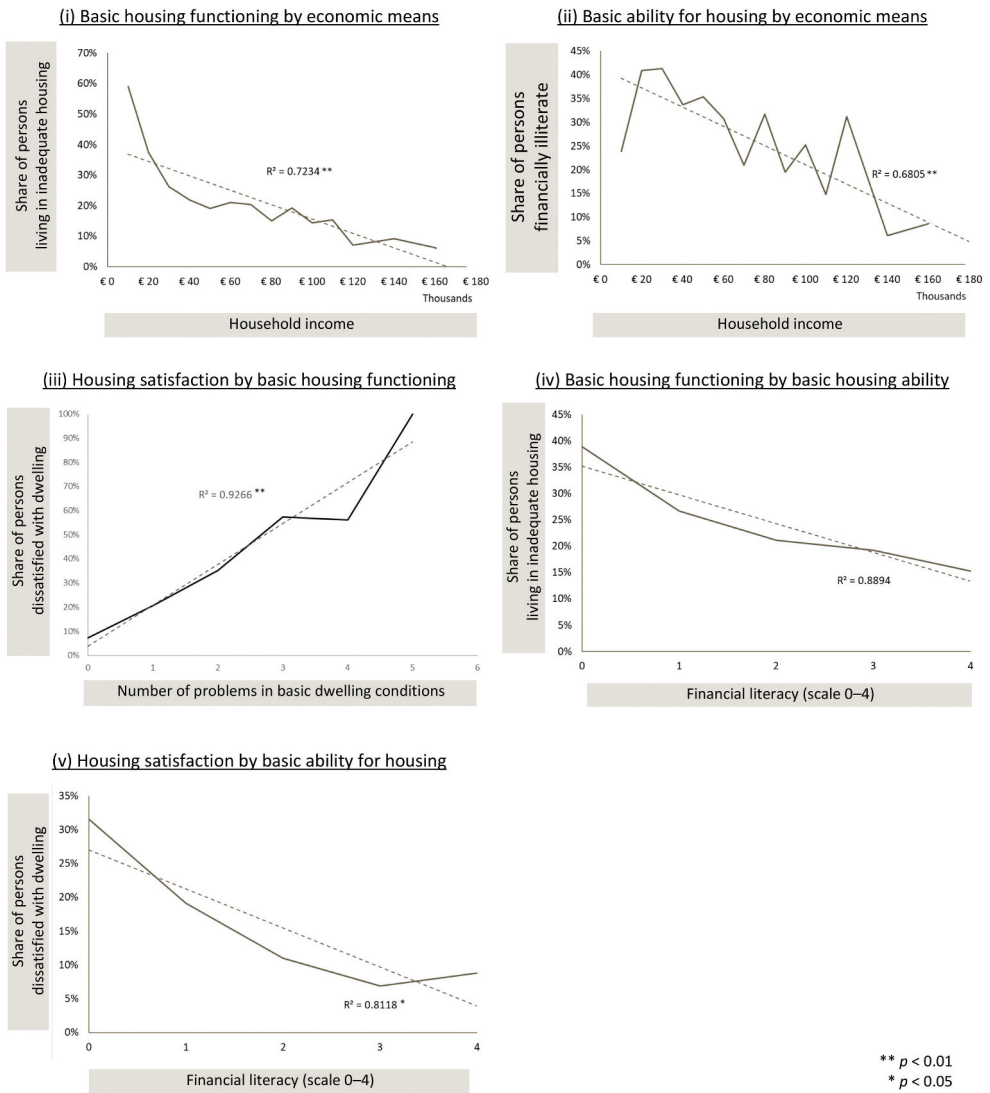 (i) Basic housing functioning by economic means
Share of persons
living in inadequate housing
70%
60%
50%
40%
30%
20%
10%
0%
R² = 0.7234 **
€ 0 € 20 € 40 € 60 € 80 € 100 € 120 € 140 € 160 € 180
Thousands
Household income
(ii) Basic ability for housing by economic means
Share of persons
financially illiterate
45%
40%
35%
30%
25%
20%
15%
10%
5%
0%
R² = 0.6805 **
€ 0 € 20 € 40 € 60 € 80 € 100 € 120 € 140 € 160 € 180
Thousands
Household income
(iii) Housing satisfaction by basic housing functioning
Share of persons
dissatisfied with dwelling
100%
90%
80%
70%
60%
50%
40%
30%
20%
10%
0%
R² = 0.9266 **
0 1 2 3 4 5 6
Number of problems in basic dwelling conditions
(iv) Basic housing functioning by basic housing ability
Share of persons
living in inadequate housing
45%
40%
35%
30%
25%
20%
15%
10%
5%
0%
R² = 0.8894
0 1 2 3 4
Financial literacy (scale 0–4)
(v) Housing satisfaction by basic ability for housing
Share of persons
dissatisfied with dwelling
35%
30%
25%
20%
15%
10%
5%
0%
R² = 0.8118 *
0 1 2 3 4
Financial literacy (scale 0–4)
** p < 0.01
* p < 0.05